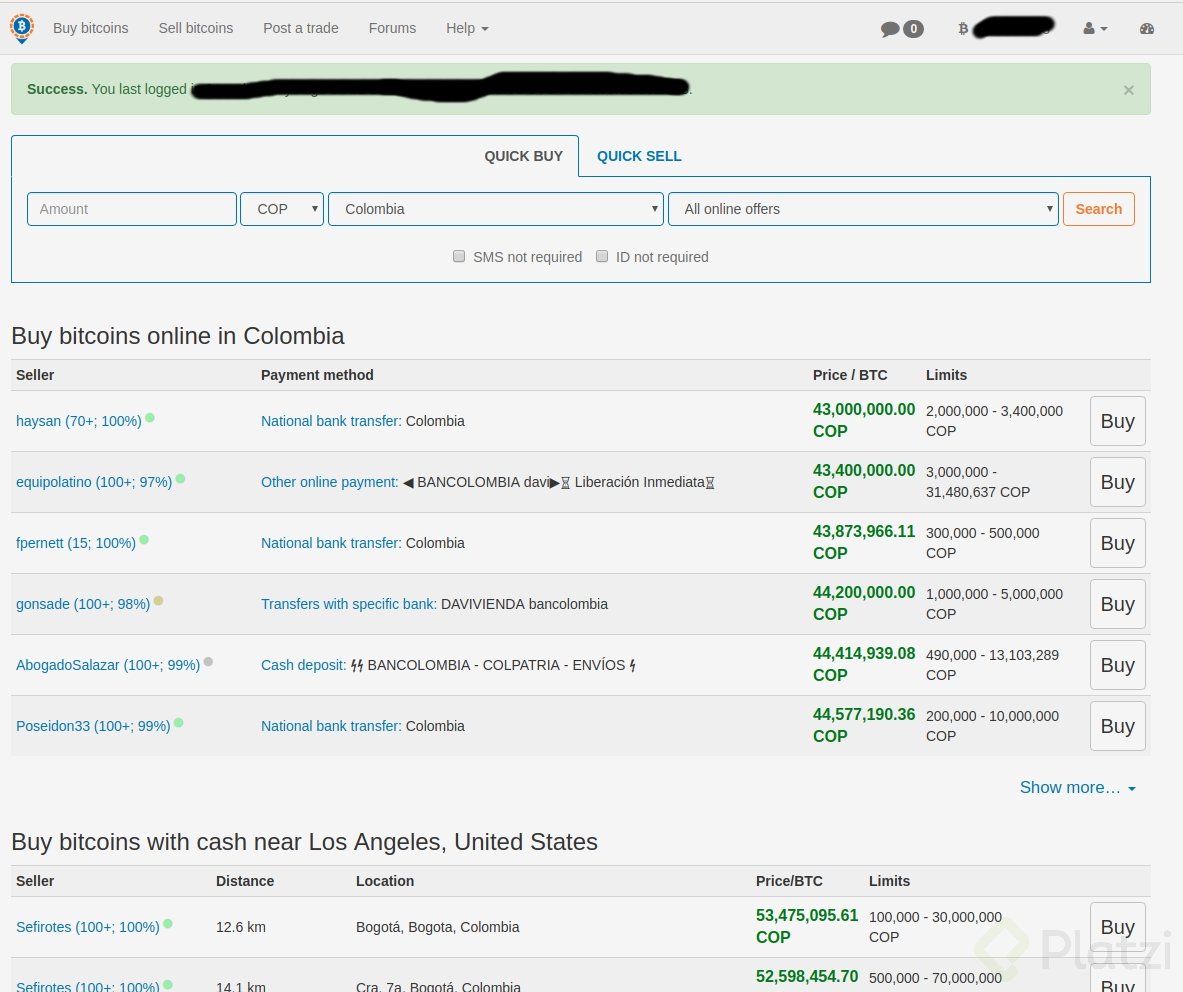 Buy bitcoins Sell bitcoins Post a trade Forums Help 0
Success. You last logged
×
QUICK BUY QUICK SELL
Amount COP Colombia All online offers Search
SMS not required ID not required
Buy bitcoins online in Colombia
Seller Payment method Price / BTC Limits
haysan (70+; 100%) National bank transfer: Colombia 43,000,000.00 COP 2,000,000 - 3,400,000 COP Buy
equipolatino (100+; 97%) Other online payment: ◀ BANCOLOMBIA davi▶⌛ Liberación Inmediata⌛ 43,400,000.00 COP 3,000,000 - 31,480,637 COP Buy
fpernett (15; 100%) National bank transfer: Colombia 43,873,966.11 COP 300,000 - 500,000 COP Buy
gonsade (100+; 98%) Transfers with specific bank: DAVIVIENDA bancolombia 44,200,000.00 COP 1,000,000 - 5,000,000 COP Buy
AbogadoSalazar (100+; 99%) Cash deposit: ⚡⚡ BANCOLOMBIA - COLPATRIA - ENVÍOS ⚡ 44,414,939.08 COP 490,000 - 13,103,289 COP Buy
Poseidon33 (100+; 99%) National bank transfer: Colombia 44,577,190.36 COP 200,000 - 10,000,000 COP Buy
Show more…
Buy bitcoins with cash near Los Angeles, United States
Seller Distance Location Price/BTC Limits
Sefirotes (100+; 100%) 12.6 km Bogotá, Bogota, Colombia 53,475,095.61 COP 100,000 - 30,000,000 COP Buy
Sefirotes (100+; 100%) 14.1 km Cra. 7a, Bogotá, Colombia 52,598,454.70 500,000 - 70,000,000 Buy
Platzi